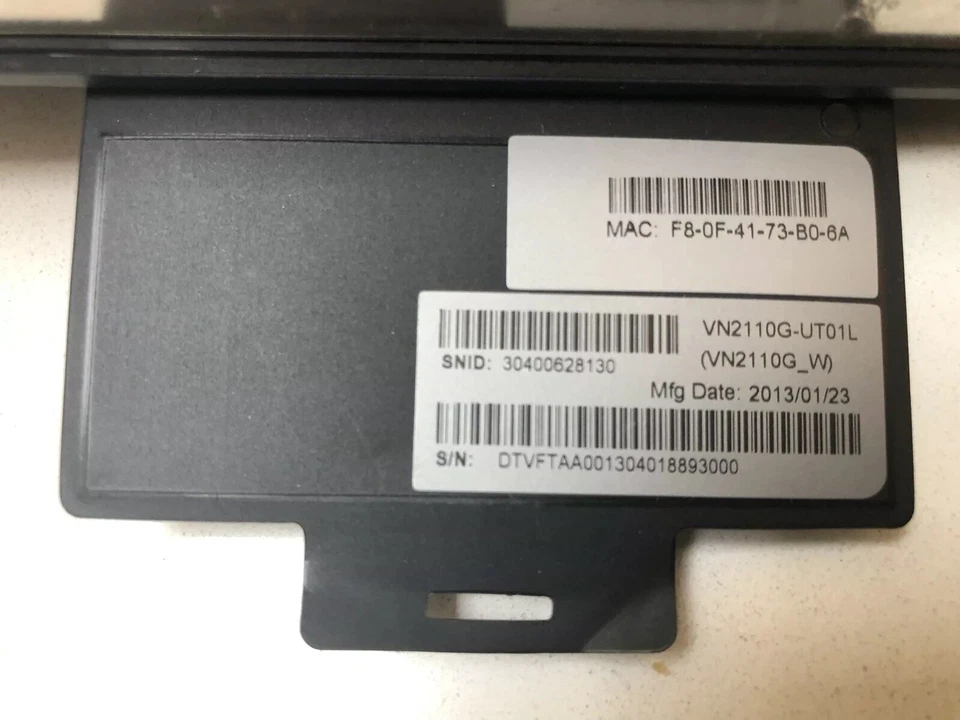 MAC: F8-0F-41-73-B0-6A
VN2110G-UT01L
SNID: 30400628130
(VN2110G_W)
Mfg Date: 2013/01/23
S/N: DTVFTAA001304018893000